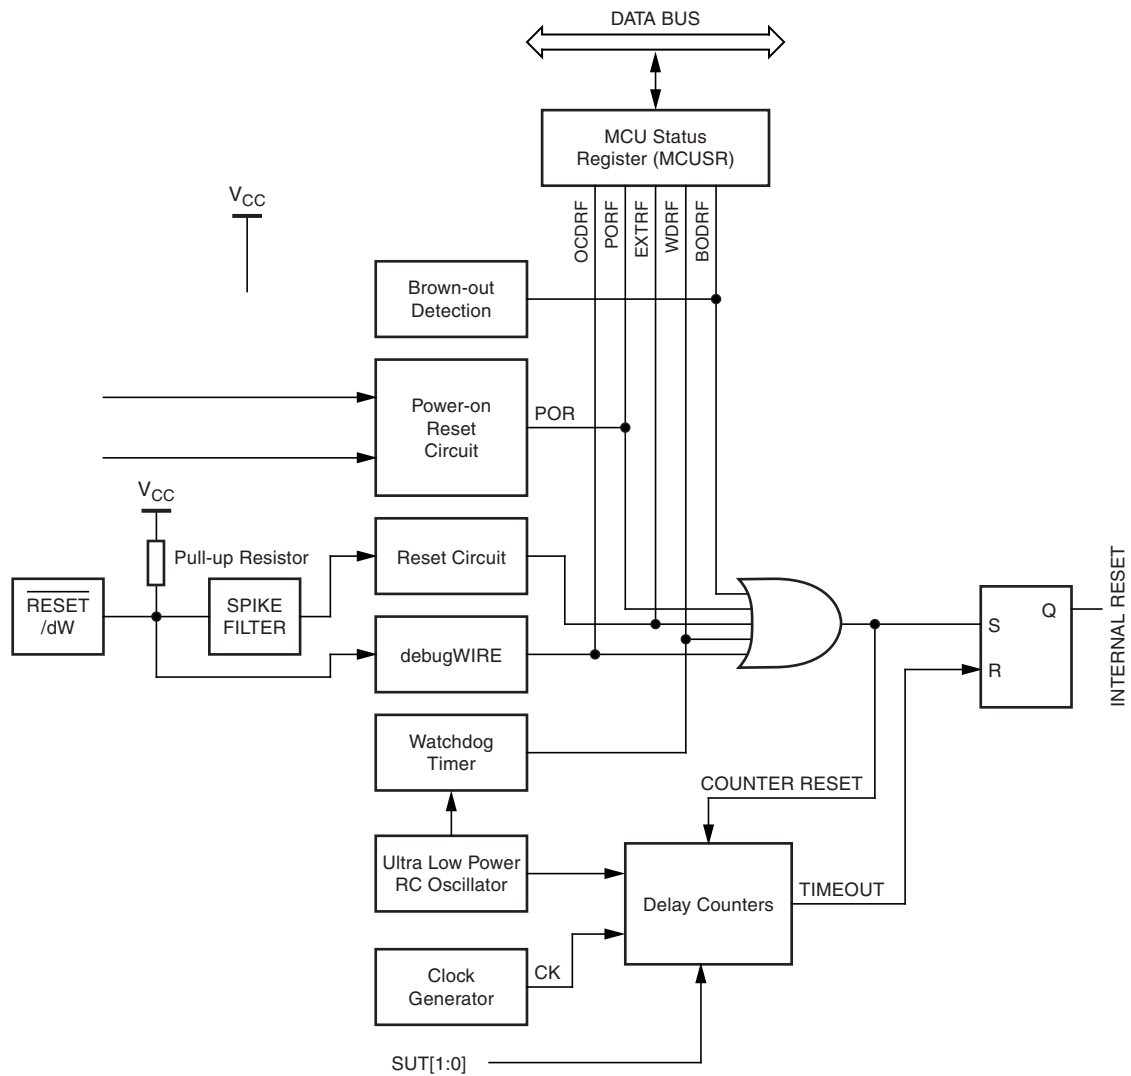 DATA BUS
MCU Status
Register (MCUSR)
VCC
OCDRF
PORF
EXTRF
WDRF
BODRF
Brown-out
Detection
Power-on
Reset
Circuit
POR
VCC
Pull-up Resistor
Reset Circuit
RESET
/dW
SPIKE
FILTER
debugWIRE
S
R
Q
INTERNAL RESET
Watchdog
Timer
COUNTER RESET
Ultra Low Power
RC Oscillator
Delay Counters
TIMEOUT
Clock
Generator
CK
SUT[1:0]